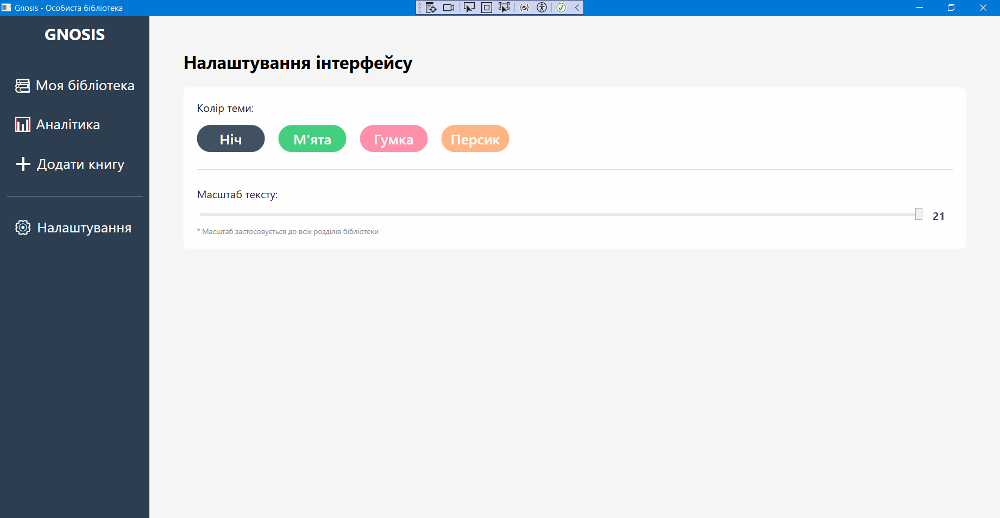 Gnosis - Особиста бібліотека
GNOSIS
Моя бібліотека
Аналітика
Додати книгу
Налаштування
Налаштування інтерфейсу
Колір теми:
Ніч М'ята Гумка Персик
Масштаб тексту:
21
* Масштаб застосовується до всіх розділів бібліотеки